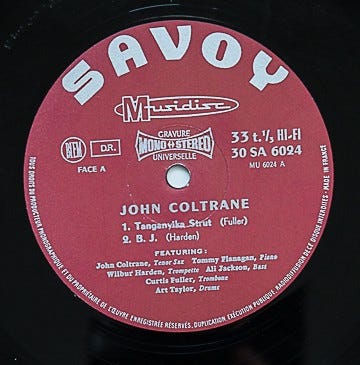 SAVOY
Musidisc
BIEM
D.R.
FACE A
GRAVURE
MONO STEREO
UNIVERSELLE
33 t.⅓ HI-FI
30 SA 6024
MU 6024 A
JOHN COLTRANE
1. Tanganyika Strut (Fuller)
2. B. J. (Harden)
FEATURING:
John Coltrane, Tenor Sax Tommy Flanagan, Piano
Wilbur Harden, Trompette Ali Jackson, Bass
Curtis Fuller, Trombone
Art Taylor, Drums
TOUS DROITS DU PRODUCTEUR PHONOGRAPHIQUE ET DU PROPRIÉTAIRE DE L'ŒUVRE ENREGISTRÉE RÉSERVÉS, DUPLICATION EXÉCUTION PUBLIQUE RADIODIFFUSION DE CE DISQUE INTERDITES - MADE IN FRANCE